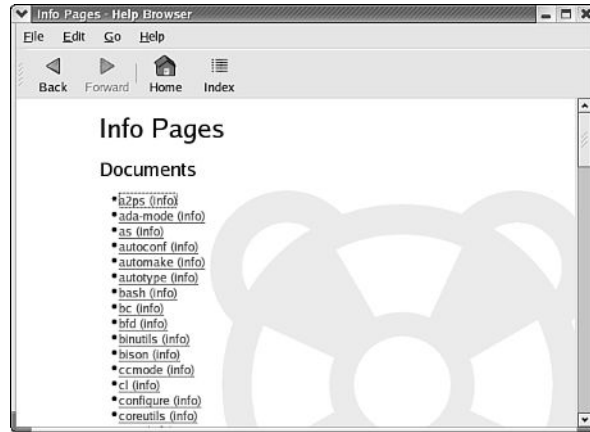 Info Pages - Help Browser
File Edit Go Help
Back Forward Home Index
Info Pages
Documents
a2ps (info)
ada-mode (info)
as (info)
autoconf (info)
automake (info)
autotype (info)
bash (info)
bc (info)
bfd (info)
binutils (info)
bison (info)
ccmode (info)
cl (info)
configure (info)
coreutils (info)